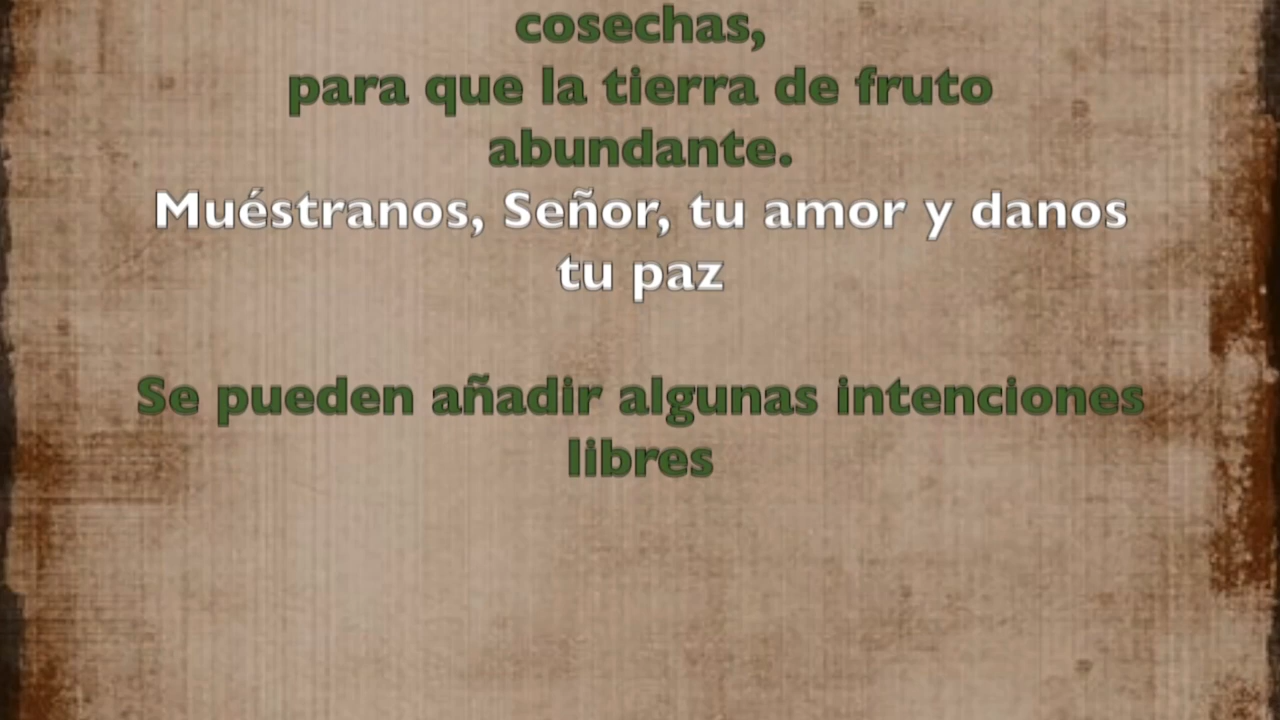 cosechas,
para que la tierra de fruto
abundante.
Muéstranos, Señor, tu amor y danos
tu paz
Se pueden añadir algunas intenciones
libres